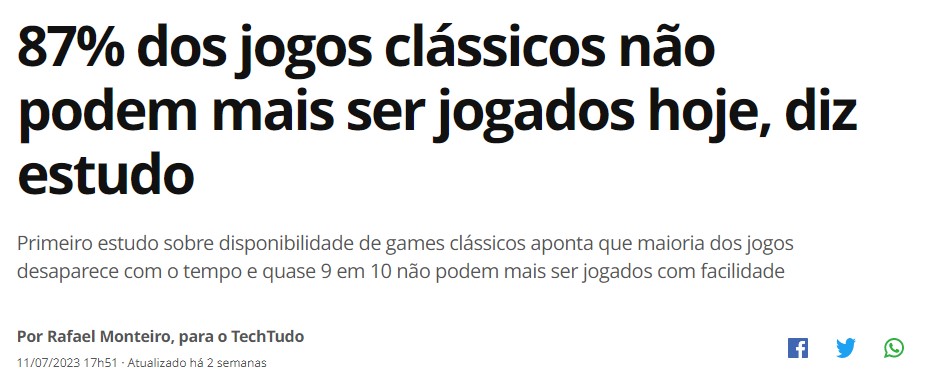 87% dos jogos clássicos não
podem mais ser jogados hoje, diz
estudo
Primeiro estudo sobre disponibilidade de games clássicos aponta que maioria dos jogos
desaparece com o tempo e quase 9 em 10 não podem mais ser jogados com facilidade
Por Rafael Monteiro, para o TechTudo
11/07/2023 17h51 · Atualizado há 2 semanas